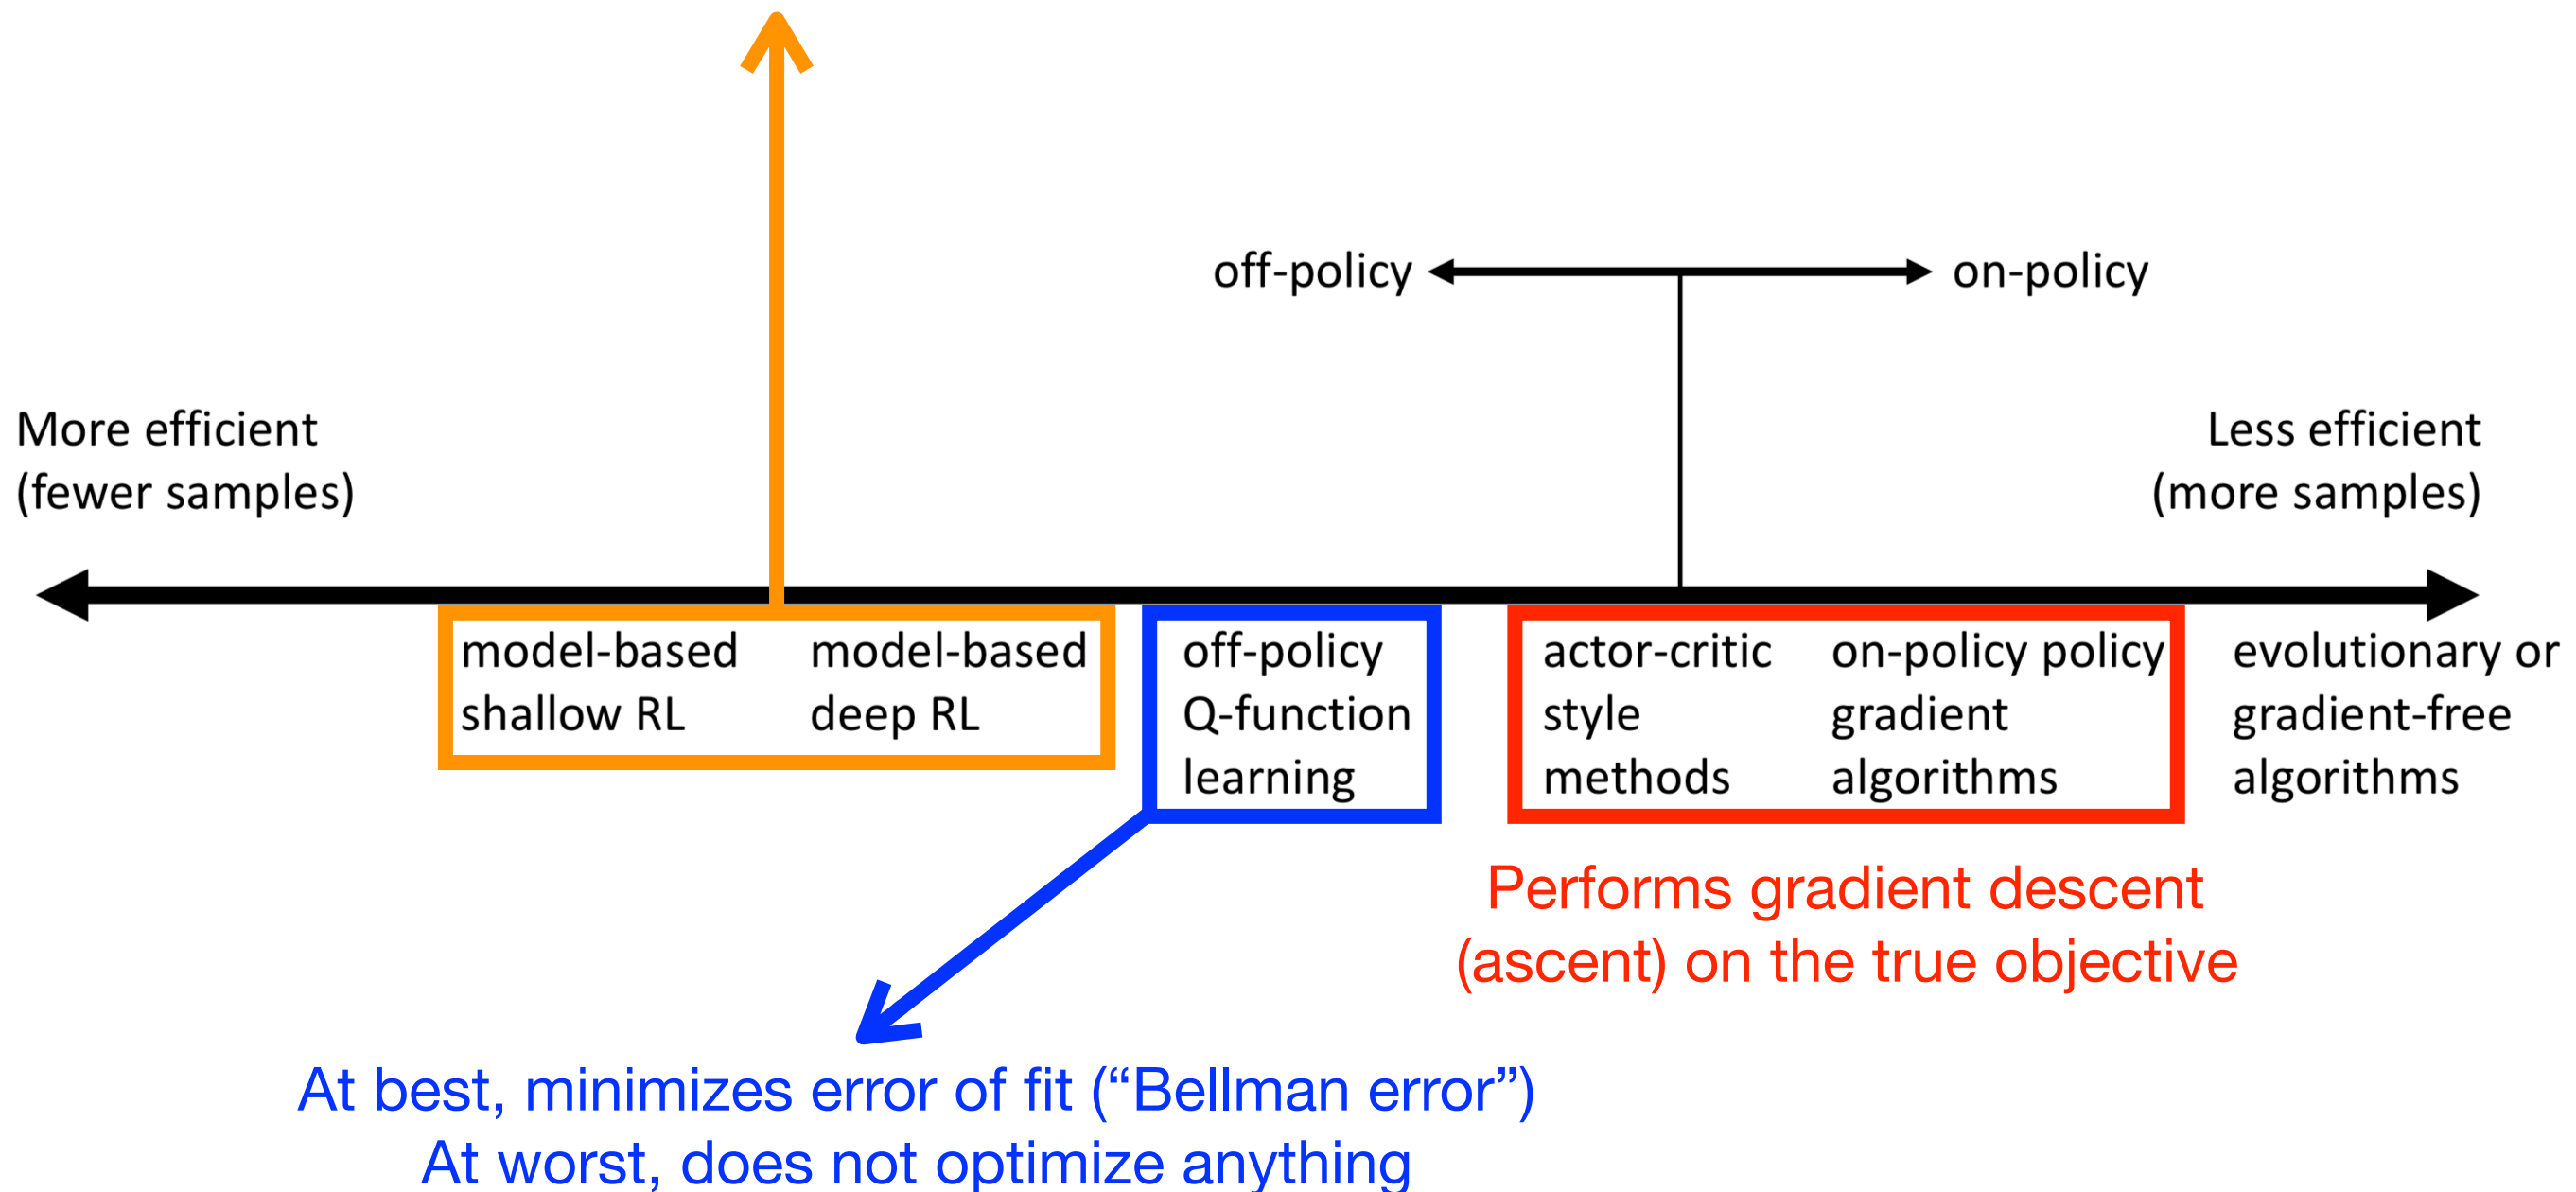 off-policy
on-policy
More efficient
(fewer samples)
Less efficient
(more samples)
model-based
shallow RL
model-based
deep RL
off-policy
Q-function
learning
actor-critic
style
methods
on-policy policy
gradient
algorithms
evolutionary or
gradient-free
algorithms
Performs gradient descent
(ascent) on the true objective
At best, minimizes error of fit (“Bellman error”)
At worst, does not optimize anything